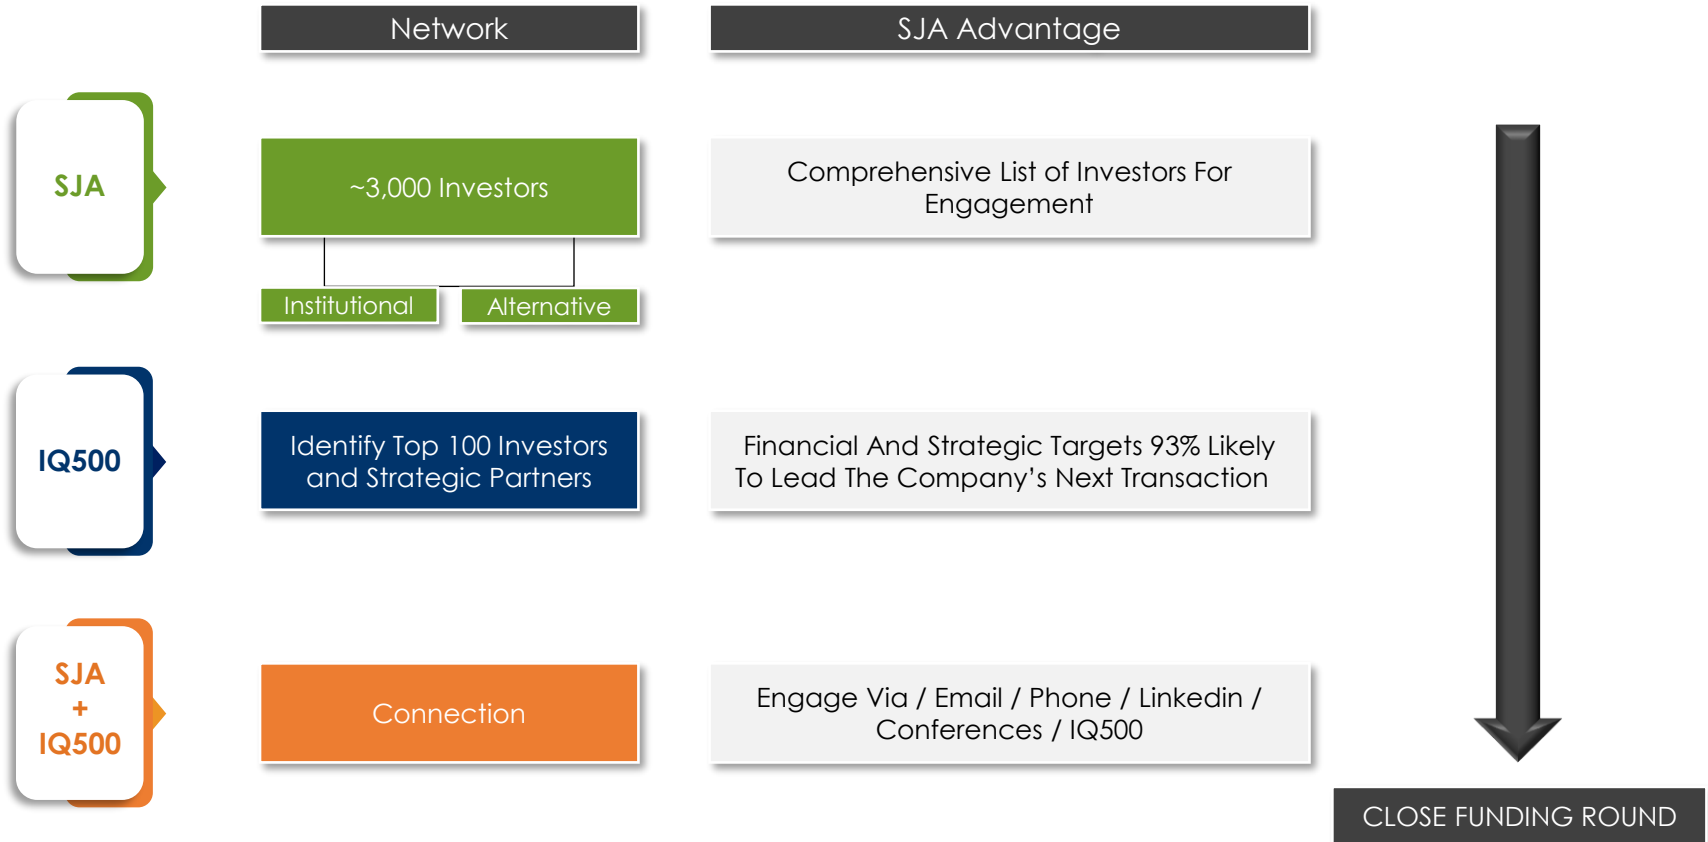 Network
SJA Advantage
SJA
~3,000 Investors
Comprehensive List of Investors For
Engagement
Institutional
Alternative
IQ500
Identify Top 100 Investors
and Strategic Partners
Financial And Strategic Targets 93% Likely
To Lead The Company’s Next Transaction
SJA
+
IQ500
Connection
Engage Via / Email / Phone / Linkedin /
Conferences / IQ500
CLOSE FUNDING ROUND